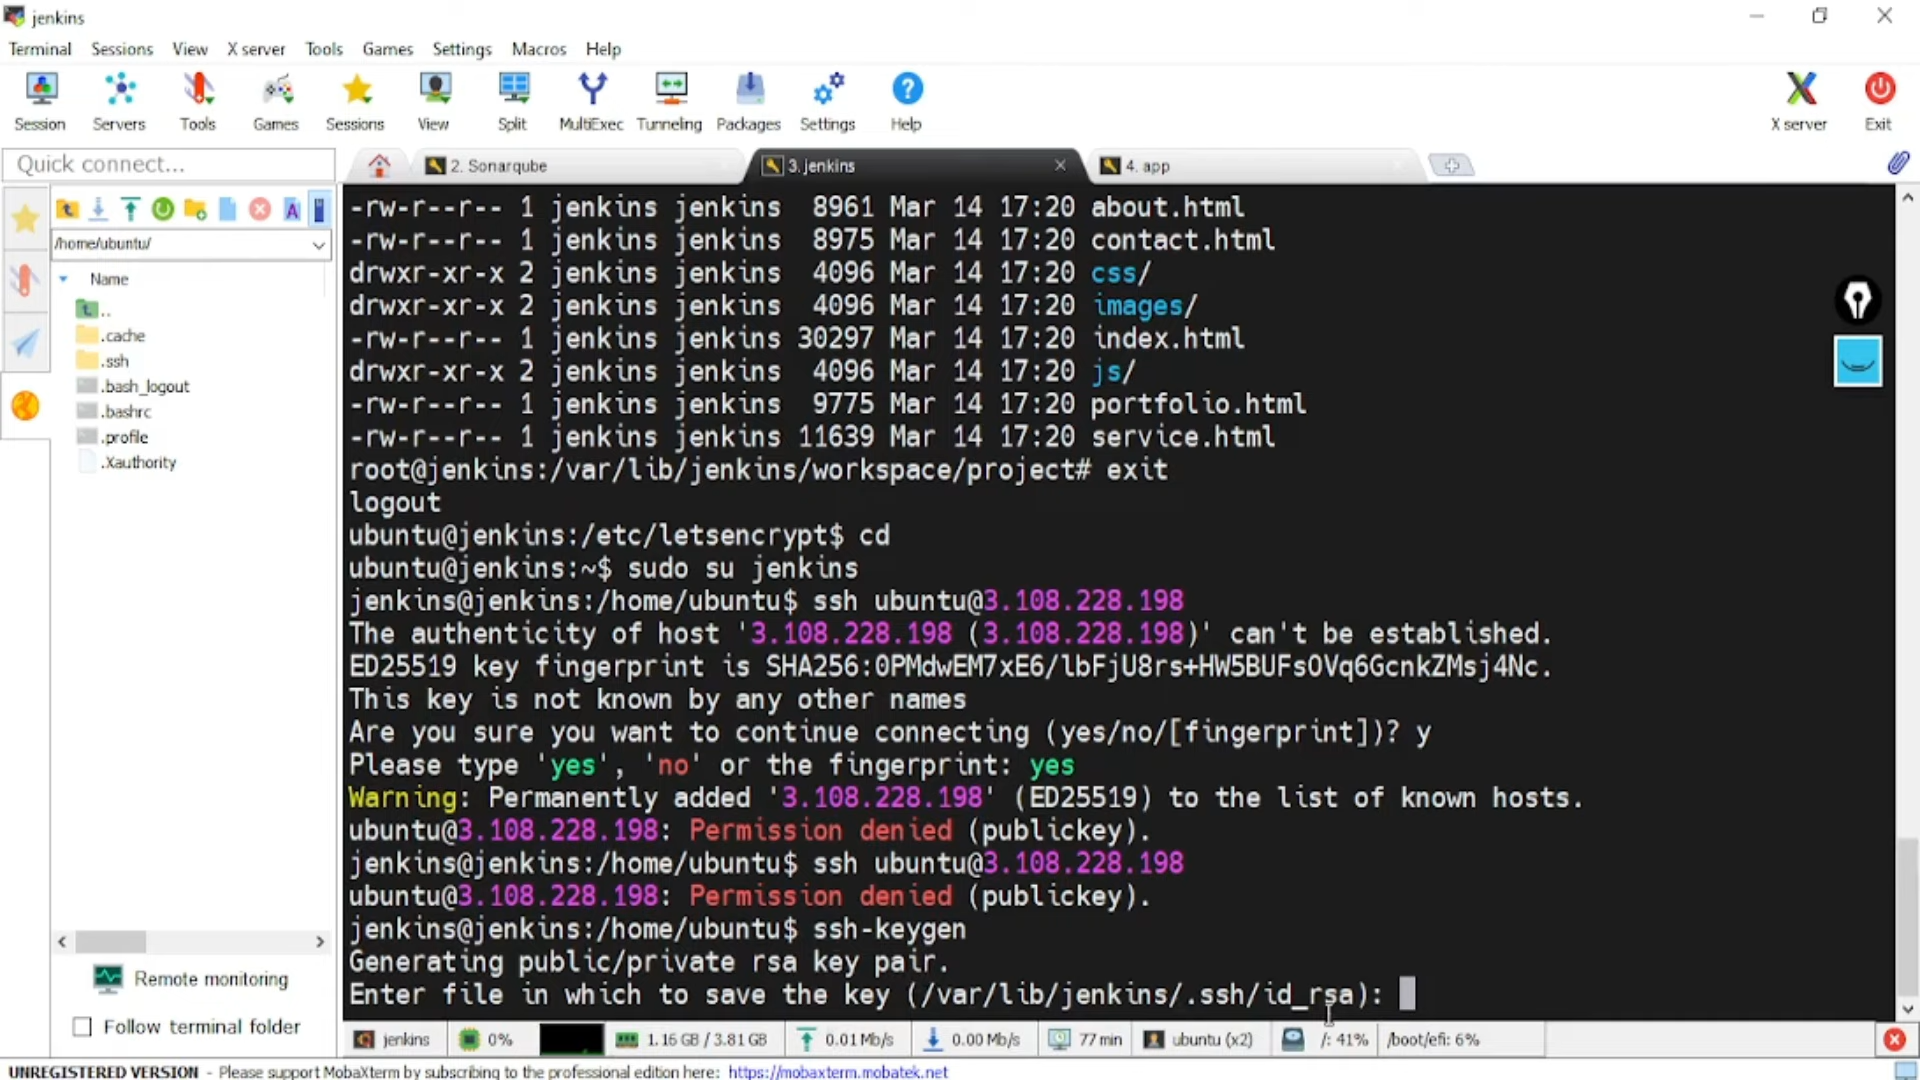 jenkins
Terminal Sessions View X server Tools Games Settings Macros Help
Session Servers Tools Games Sessions View Split MultiExec Tunneling Packages Settings Help X server Exit
Quick connect...
2. Sonarqube
3. jenkins
4. app
/home/ubuntu/
Name
..
.cache
.ssh
.bash_logout
.bashrc
.profile
.Xauthority
Remote monitoring
Follow terminal folder
-rw-r--r-- 1 jenkins jenkins  8961 Mar 14 17:20 about.html
-rw-r--r-- 1 jenkins jenkins  8975 Mar 14 17:20 contact.html
drwxr-xr-x 2 jenkins jenkins  4096 Mar 14 17:20 css/
drwxr-xr-x 2 jenkins jenkins  4096 Mar 14 17:20 images/
-rw-r--r-- 1 jenkins jenkins 30297 Mar 14 17:20 index.html
drwxr-xr-x 2 jenkins jenkins  4096 Mar 14 17:20 js/
-rw-r--r-- 1 jenkins jenkins  9775 Mar 14 17:20 portfolio.html
-rw-r--r-- 1 jenkins jenkins 11639 Mar 14 17:20 service.html
root@jenkins:/var/lib/jenkins/workspace/project# exit
logout
ubuntu@jenkins:/etc/letsencrypt$ cd
ubuntu@jenkins:~$ sudo su jenkins
jenkins@jenkins:/home/ubuntu$ ssh ubuntu@3.108.228.198
The authenticity of host '3.108.228.198 (3.108.228.198)' can't be established.
ED25519 key fingerprint is SHA256:0PMdwEM7xE6/lbFjU8rs+HW5BUFsOVq6GcnkZMsj4Nc.
This key is not known by any other names
Are you sure you want to continue connecting (yes/no/[fingerprint])? y
Please type 'yes', 'no' or the fingerprint: yes
Warning: Permanently added '3.108.228.198' (ED25519) to the list of known hosts.
ubuntu@3.108.228.198: Permission denied (publickey).
jenkins@jenkins:/home/ubuntu$ ssh ubuntu@3.108.228.198
ubuntu@3.108.228.198: Permission denied (publickey).
jenkins@jenkins:/home/ubuntu$ ssh-keygen
Generating public/private rsa key pair.
Enter file in which to save the key (/var/lib/jenkins/.ssh/id_rsa):
jenkins 0% 1.16 GB / 3.81 GB 0.01 Mb/s 0.00 Mb/s 77 min ubuntu (x2) /: 41% /boot/efi: 6%
UNREGISTERED VERSION - Please support MobaXterm by subscribing to the professional edition here: https://mobaxterm.mobatek.net